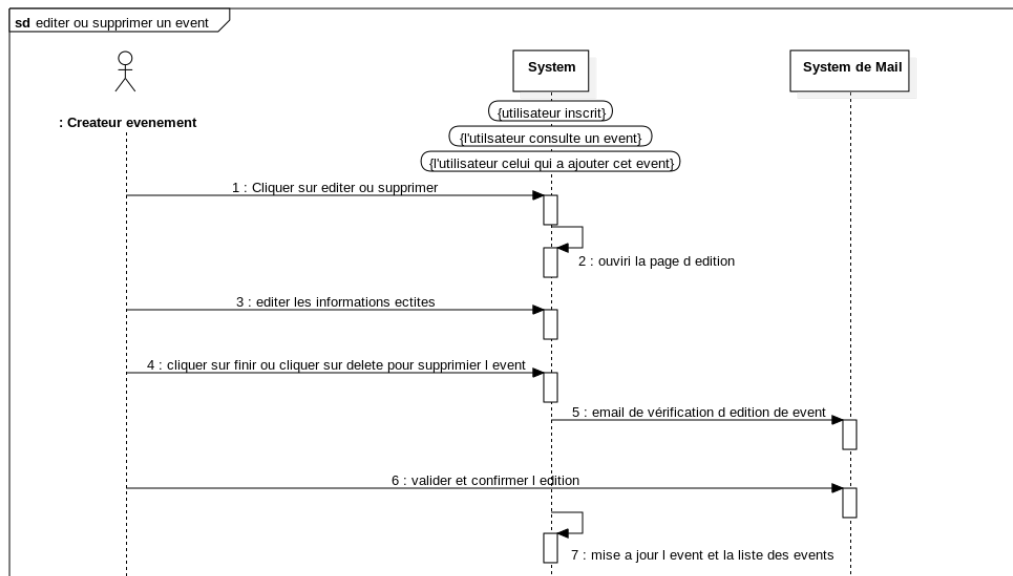 sd editer ou supprimer un event
System
System de Mail
: Createur evenement
{utilisateur inscrit}
{l'utilisateur consulte un event}
{l'utilisateur celui qui a ajouter cet event}
1 : Cliquer sur editer ou supprimer
2 : ouviri la page d edition
3 : editer les informations ectites
4 : cliquer sur finir ou cliquer sur delete pour supprimier l event
5 : email de vérification d edition de event
6 : valider et confirmer l edition
7 : mise a jour l event et la liste des events